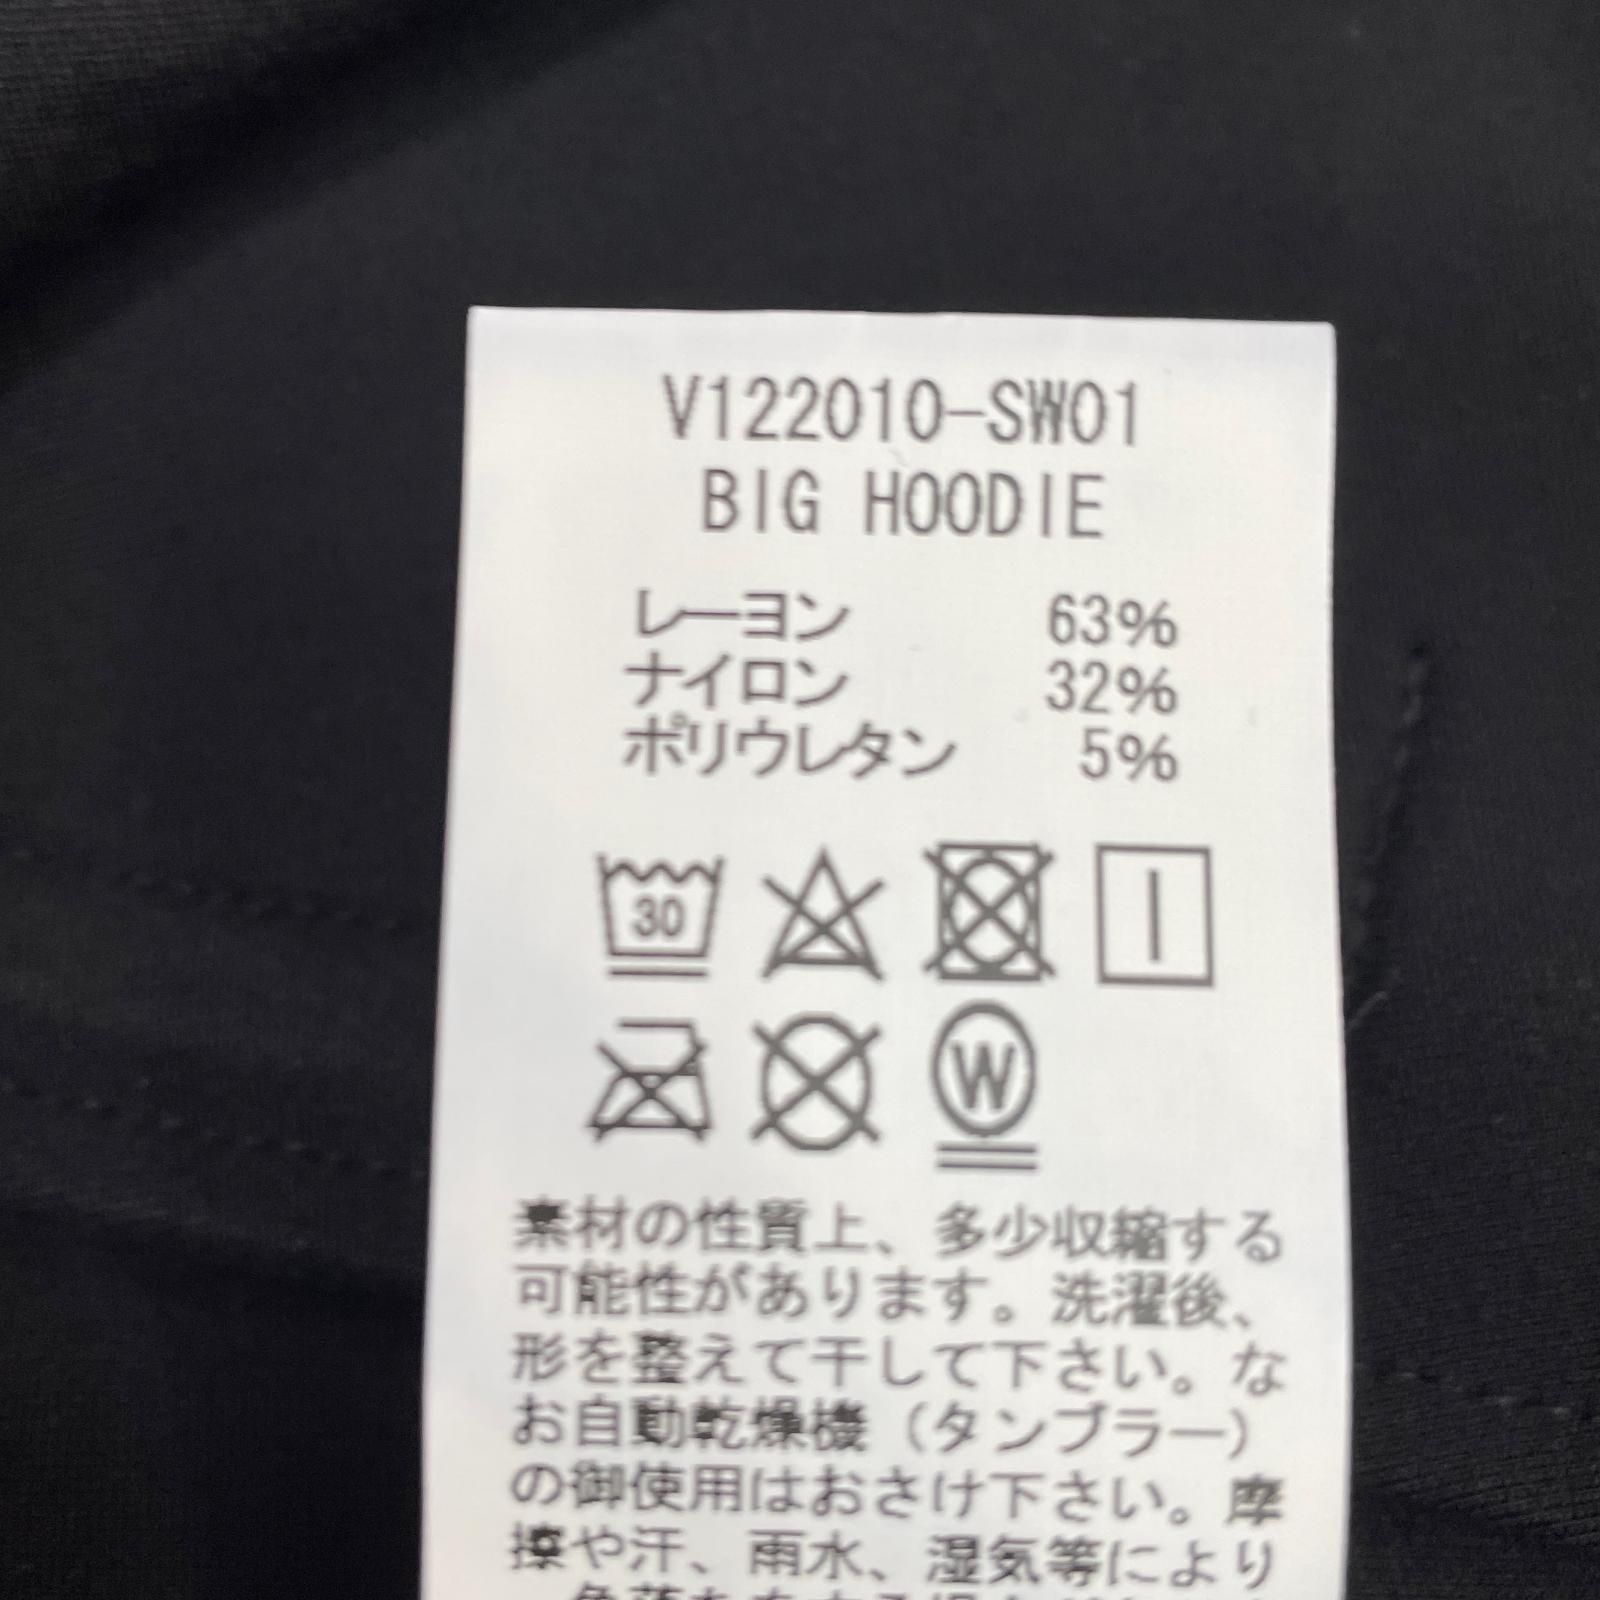 V122010-SW01
BIG HOODIE
レーヨン 63%
ナイロン 32%
ポリウレタン 5%
30
W
素材の性質上、多少収縮する
可能性があります。洗濯後、
形を整えて干して下さい。な
お自動乾燥機（タンブラー）
の御使用はおさけ下さい。摩
擦や汗、雨水、湿気等により